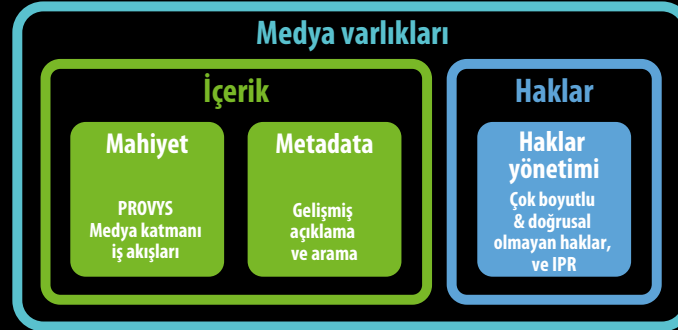 Medya varlıkları
İçerik
Mahiyet
PROVYS
Medya katmanı
iş akışları
Metadata
Gelişmiş
açıklama
ve arama
Haklar
Haklar
yönetimi
Çok boyutlu
& doğrusal
olmayan haklar,
ve IPR